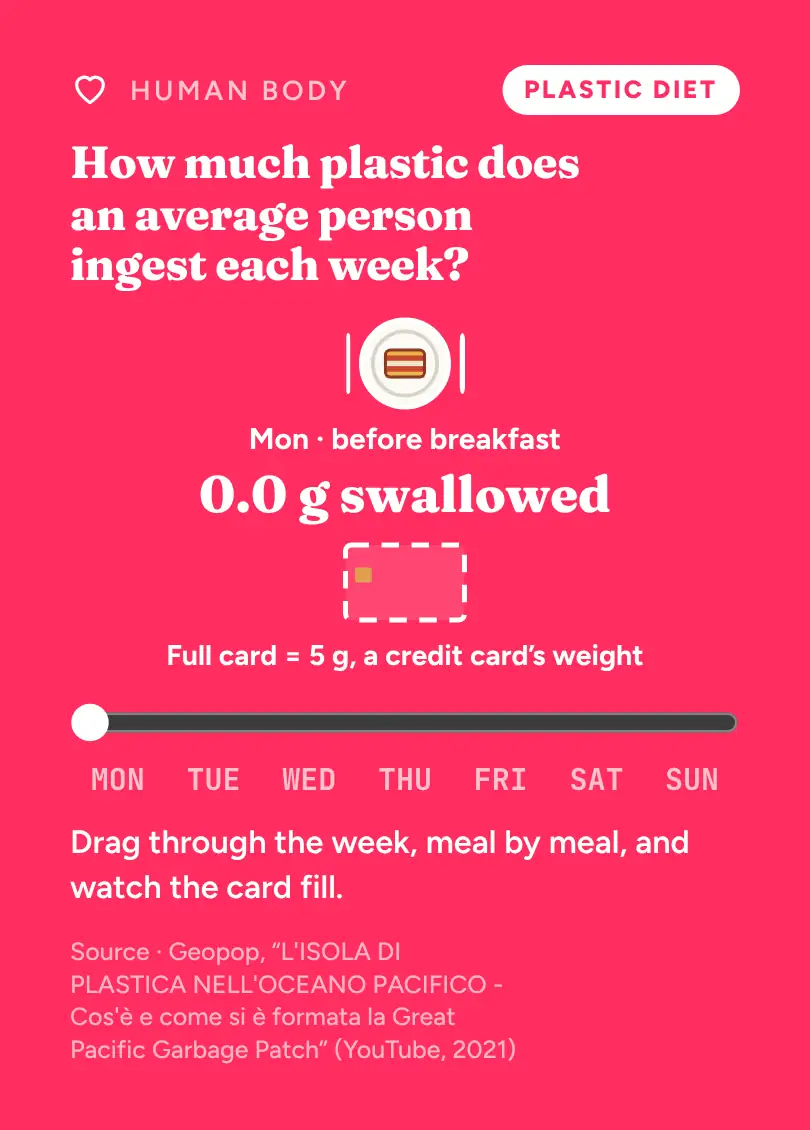 HUMAN BODY
PLASTIC DIET
How much plastic does
an average person
ingest each week?
Mon · before breakfast
0.0 g swallowed
Full card = 5 g, a credit card’s weight
MON TUE WED THU FRI SAT SUN
Drag through the week, meal by meal, and
watch the card fill.
Source · Geopop, “L'ISOLA DI
PLASTICA NELL'OCEANO PACIFICO -
Cos'è e come si è formata la Great
Pacific Garbage Patch” (YouTube, 2021)